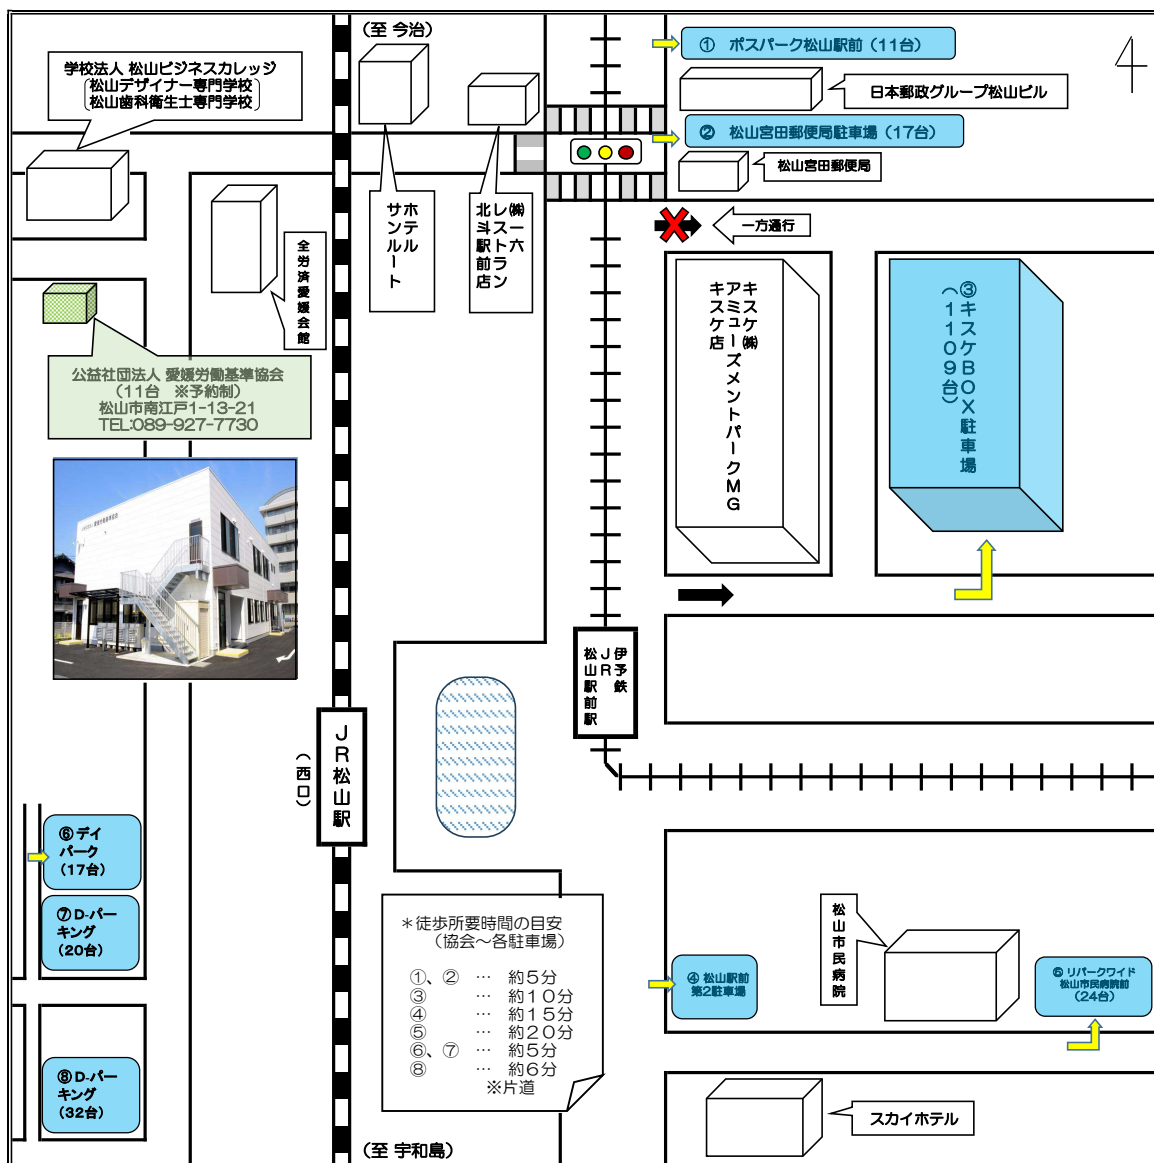 (至 今治)
① ポスパーク松山駅前（11台）
4
学校法人 松山ビジネスカレッジ
松山デザイナー専門学校
松山歯科衛生士専門学校
日本郵政グループ松山ビル
② 松山宮田郵便局駐車場（17台）
松山宮田郵便局
一方通行
ホテル
サンルート
㈱一六
レストラン
北斗駅前店
全労済愛媛会館
キスケ㈱
アミューズメントパークMG
キスケ店
③キスケBOX駐車場
（1109台）
公益社団法人 愛媛労働基準協会
（11台 ※予約制）
松山市南江戸1-13-21
TEL:089-927-7730
伊予鉄
JR
松山駅前駅
JR松山駅
（西口）
⑥デイ
パーク
（17台）
⑦D-パー
キング
（20台）
⑧D-パー
キング
（32台）
＊徒歩所要時間の目安
（協会～各駐車場）
①、② … 約5分
③ … 約10分
④ … 約15分
⑤ … 約20分
⑥、⑦ … 約5分
⑧ … 約6分
※片道
松山市民病院
④ 松山駅前
第2駐車場
⑤ リパークワイド
松山市民病院前
（24台）
スカイホテル
(至 宇和島)